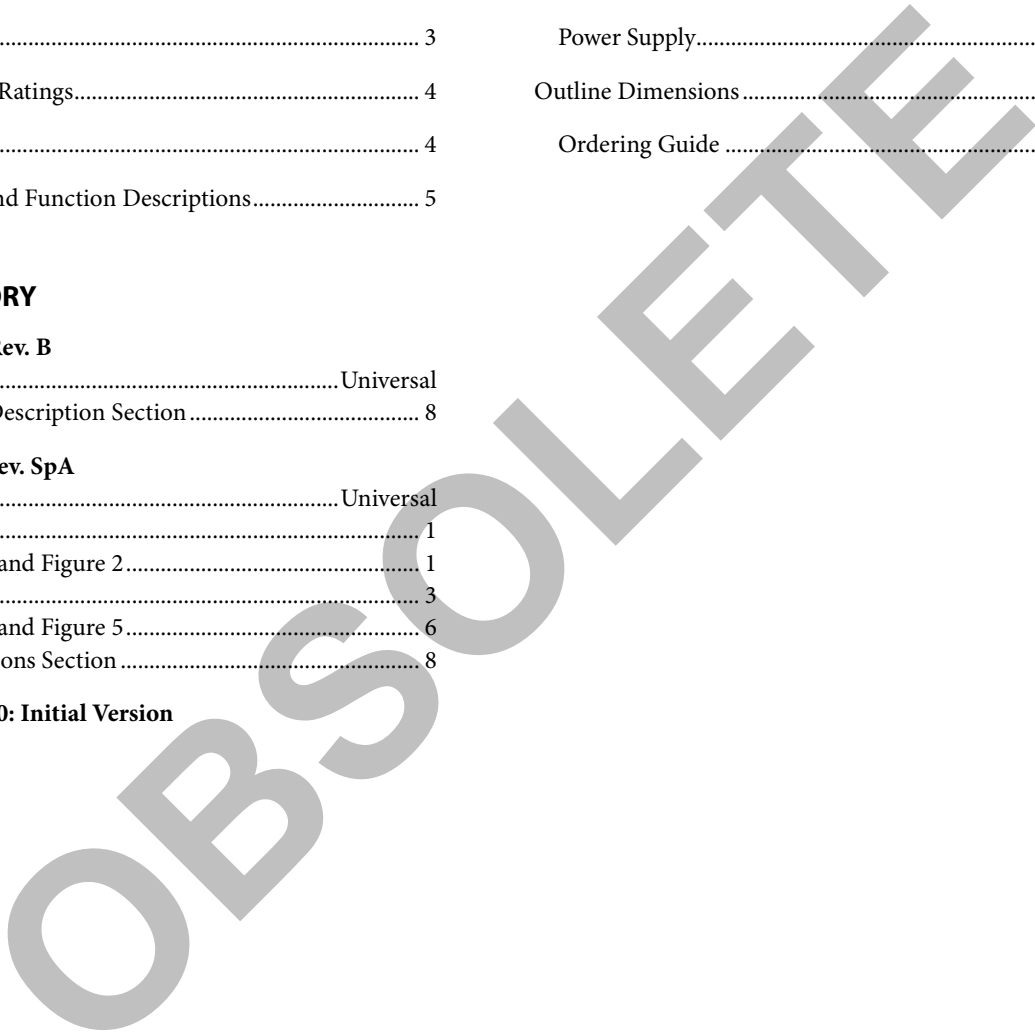 ........................................................................ 3
Ratings........................................................................ 4
........................................................................ 4
nd Function Descriptions.................................. 5
ORY
Rev. B
........................................................................Universal
Description Section............................................... 8
ev. SpA
........................................................................Universal
........................................................................ 1
and Figure 2............................................................. 1
........................................................................ 3
and Figure 5............................................................. 6
ons Section.............................................................. 8
0: Initial Version
Power Supply........................................................................
Outline Dimensions........................................................................
Ordering Guide........................................................................
OBSOLETE